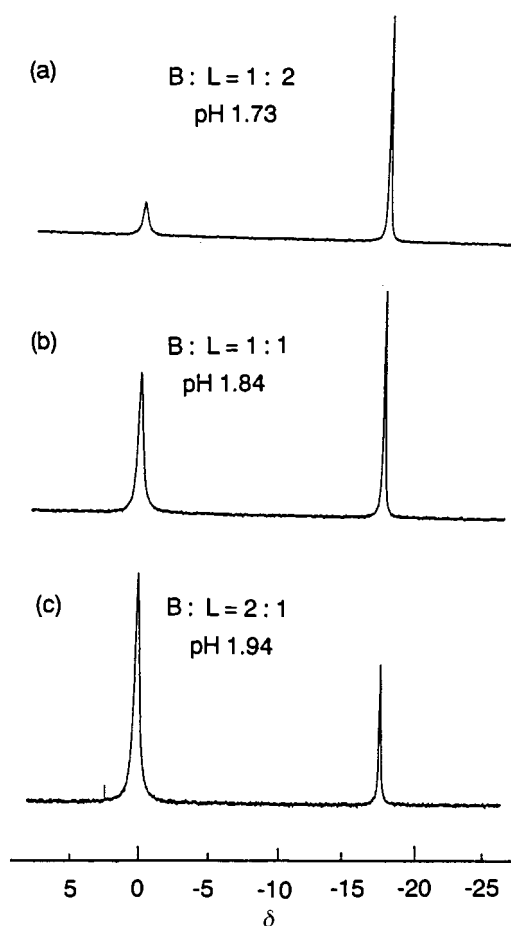 (a)
B : L = 1 : 2
pH 1.73
(b)
B : L = 1 : 1
pH 1.84
(c)
B : L = 2 : 1
pH 1.94
5 0 -5 -10 -15 -20 -25
δ